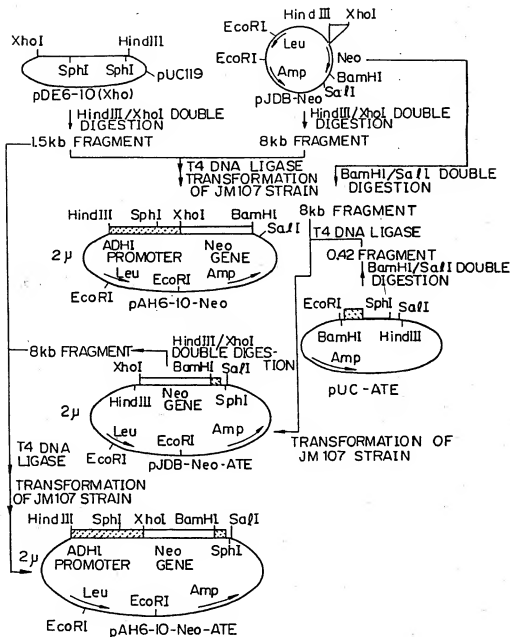 XhoI HindIII
SphI SphI
pUC119
pDE6-10(Xho)
HindIII XhoI
EcoRI
Leu
EcoRI
Neo
Amp
BamHI
SalI
pJDB-Neo
HindIII/XhoI DOUBLE
DIGESTION
1.5kb FRAGMENT
HindIII/XhoI DOUBLE
DIGESTION
8kb FRAGMENT
T4 DNA LIGASE
TRANSFORMATION
OF JM107 STRAIN
BamHI/SalI DOUBLE
DIGESTION
8kb FRAGMENT
T4 DNA LIGASE
0.42 FRAGMENT
BamHI/SalI DOUBLE
DIGESTION
HindIII SphI XhoI BamHI
SalI
2μ
ADHI
PROMOTER
Neo
GENE
Leu
EcoRI
Amp
EcoRI
pAH6-10-Neo
EcoRI SphI SalI
BamHI HindIII
Amp
pUC-ATE
8kb FRAGMENT
HindIII/XhoI
DOUBLE DIGES-
TION
XhoI BamHI SalI
HindIII
Neo
GENE
SphI
2μ
Leu
EcoRI
Amp
EcoRI
pJDB-Neo-ATE
TRANSFORMATION OF
JM107 STRAIN
T4 DNA
LIGASE
TRANSFORMATION
OF JM107 STRAIN
HindIII SphI XhoI BamHI SalI
SphI
2μ
ADHI
PROMOTER
Neo
GENE
Leu
EcoRI
Amp
EcoRI
pAH6-10-Neo-ATE